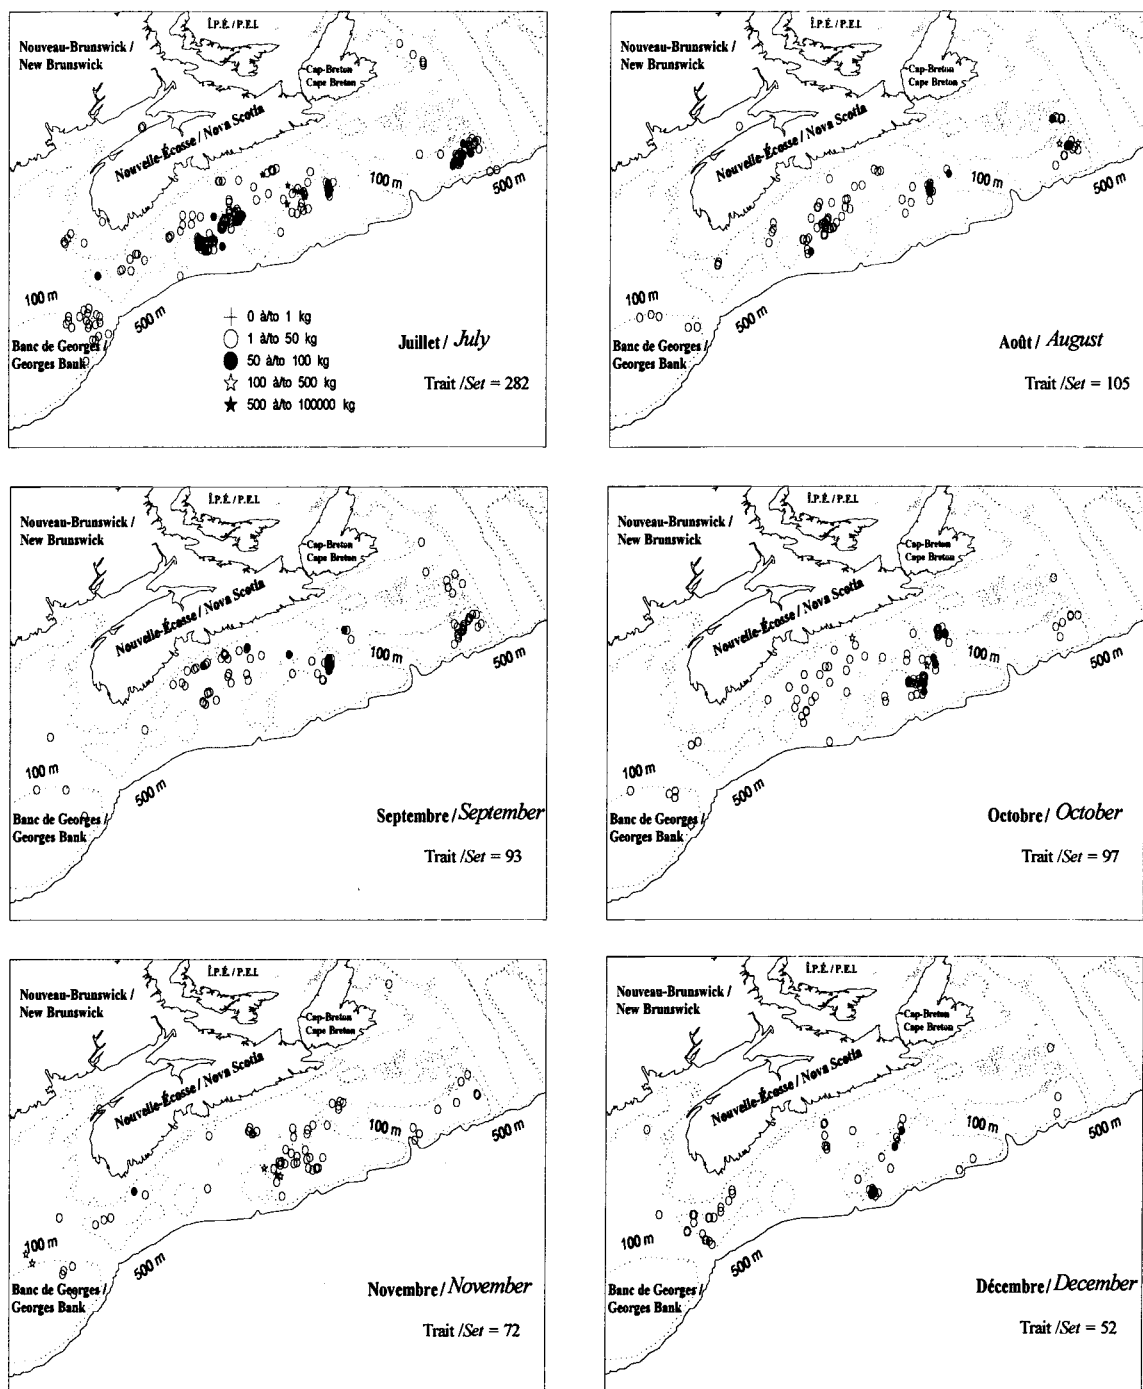 Î.P.É. / P.E.I.
Nouveau-Brunswick /
New Brunswick
Cap-Breton
Cape Breton
Nouvelle-Écosse / Nova Scotia
100 m
500 m
100 m
500 m
Banc de Georges /
Georges Bank
0 à/to 1 kg
1 à/to 50 kg
50 à/to 100 kg
100 à/to 500 kg
500 à/to 100000 kg
Juillet / July
Trait /Set = 282
Î.P.É. / P.E.I.
Nouveau-Brunswick /
New Brunswick
Cap-Breton
Cape Breton
Nouvelle-Écosse / Nova Scotia
100 m
500 m
100 m
500 m
Banc de Georges /
Georges Bank
Août / August
Trait /Set = 105
Î.P.É. / P.E.I.
Nouveau-Brunswick /
New Brunswick
Cap-Breton
Cape Breton
Nouvelle-Écosse / Nova Scotia
100 m
500 m
100 m
500 m
Banc de Georges /
Georges Bank
Septembre / September
Trait /Set = 93
Î.P.É. / P.E.I.
Nouveau-Brunswick /
New Brunswick
Cap-Breton
Cape Breton
Nouvelle-Écosse / Nova Scotia
100 m
500 m
100 m
500 m
Banc de Georges /
Georges Bank
Octobre / October
Trait /Set = 97
Î.P.É. / P.E.I.
Nouveau-Brunswick /
New Brunswick
Cap-Breton
Cape Breton
Nouvelle-Écosse / Nova Scotia
100 m
500 m
100 m
500 m
Banc de Georges /
Georges Bank
Novembre / November
Trait /Set = 72
Î.P.É. / P.E.I.
Nouveau-Brunswick /
New Brunswick
Cap-Breton
Cape Breton
Nouvelle-Écosse / Nova Scotia
100 m
500 m
100 m
500 m
Banc de Georges /
Georges Bank
Décembre / December
Trait /Set = 52